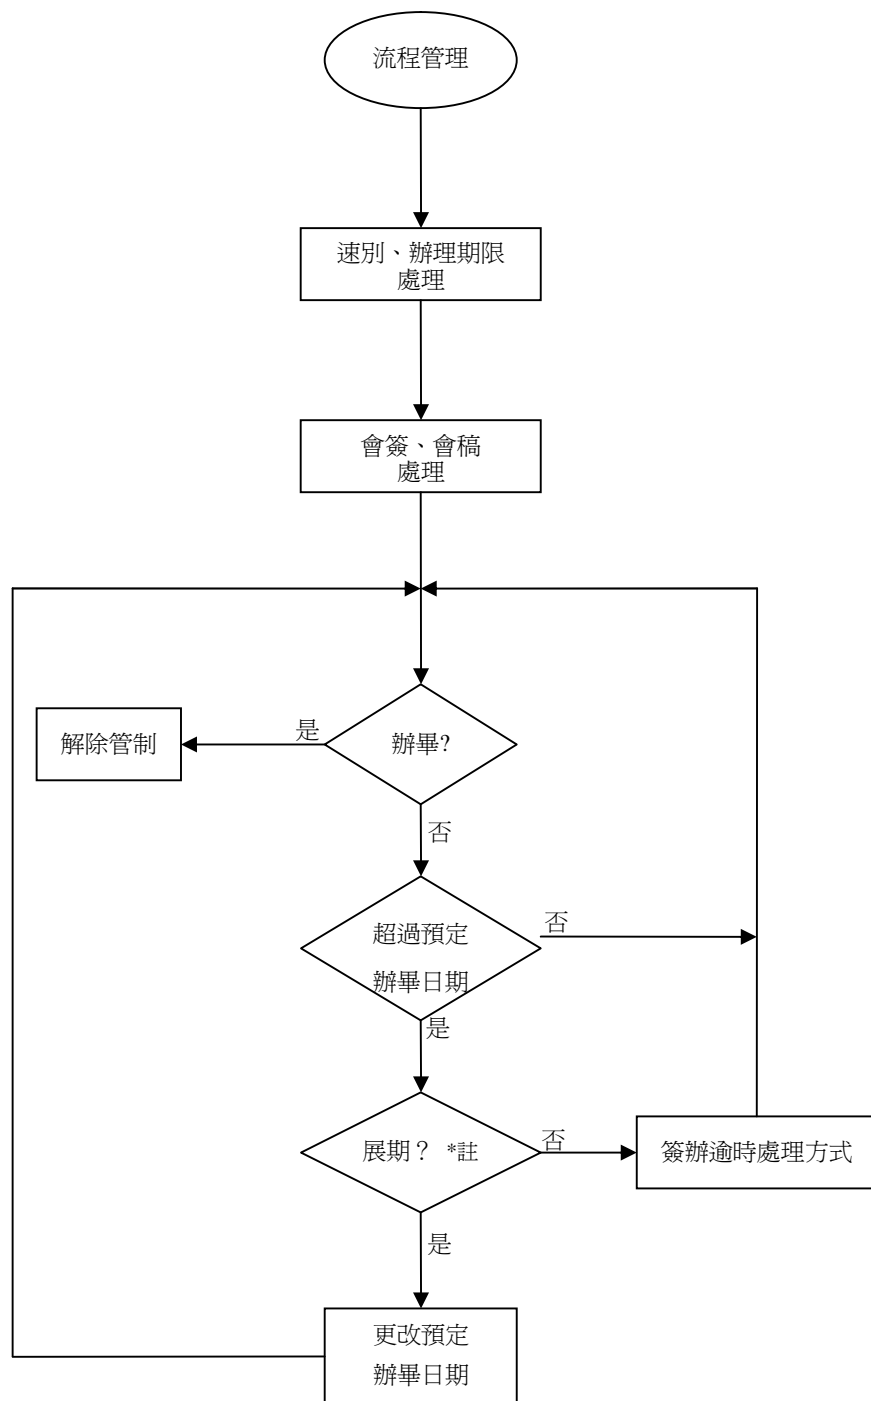 流程管理
速別、辦理期限
處理
會簽、會稿
處理
是
解除管制
辦畢?
否
否
超過預定
辦畢日期
是
展期？ *註
否
簽辦逾時處理方式
是
更改預定
辦畢日期